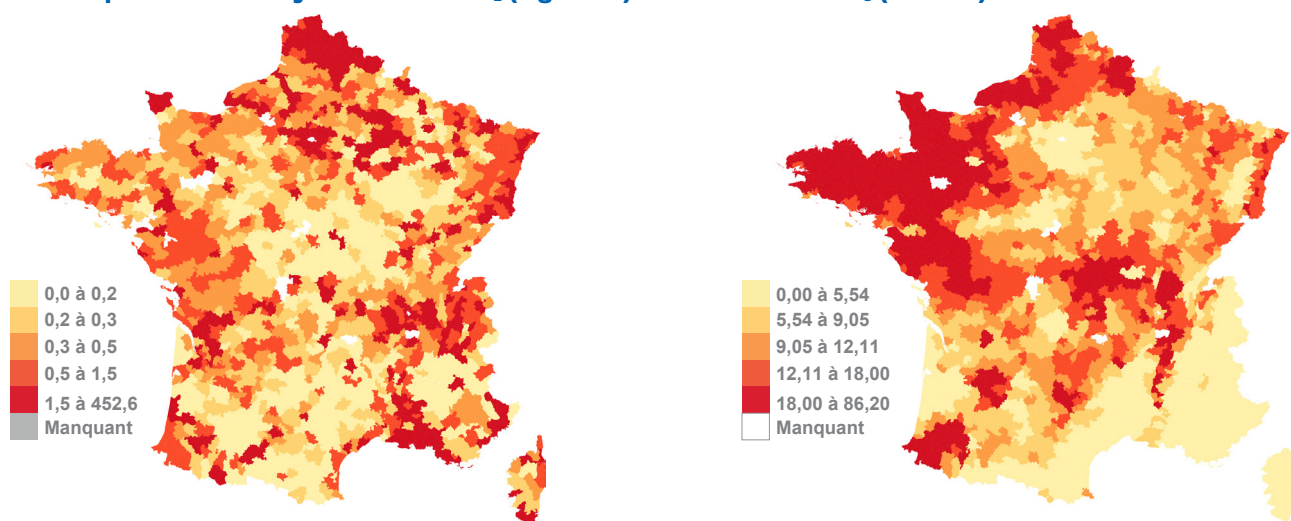 0,0 à 0,2
0,2 à 0,3
0,3 à 0,5
0,5 à 1,5
1,5 à 452,6
Manquant
0,00 à 5,54
5,54 à 9,05
9,05 à 12,11
12,11 à 18,00
18,00 à 86,20
Manquant